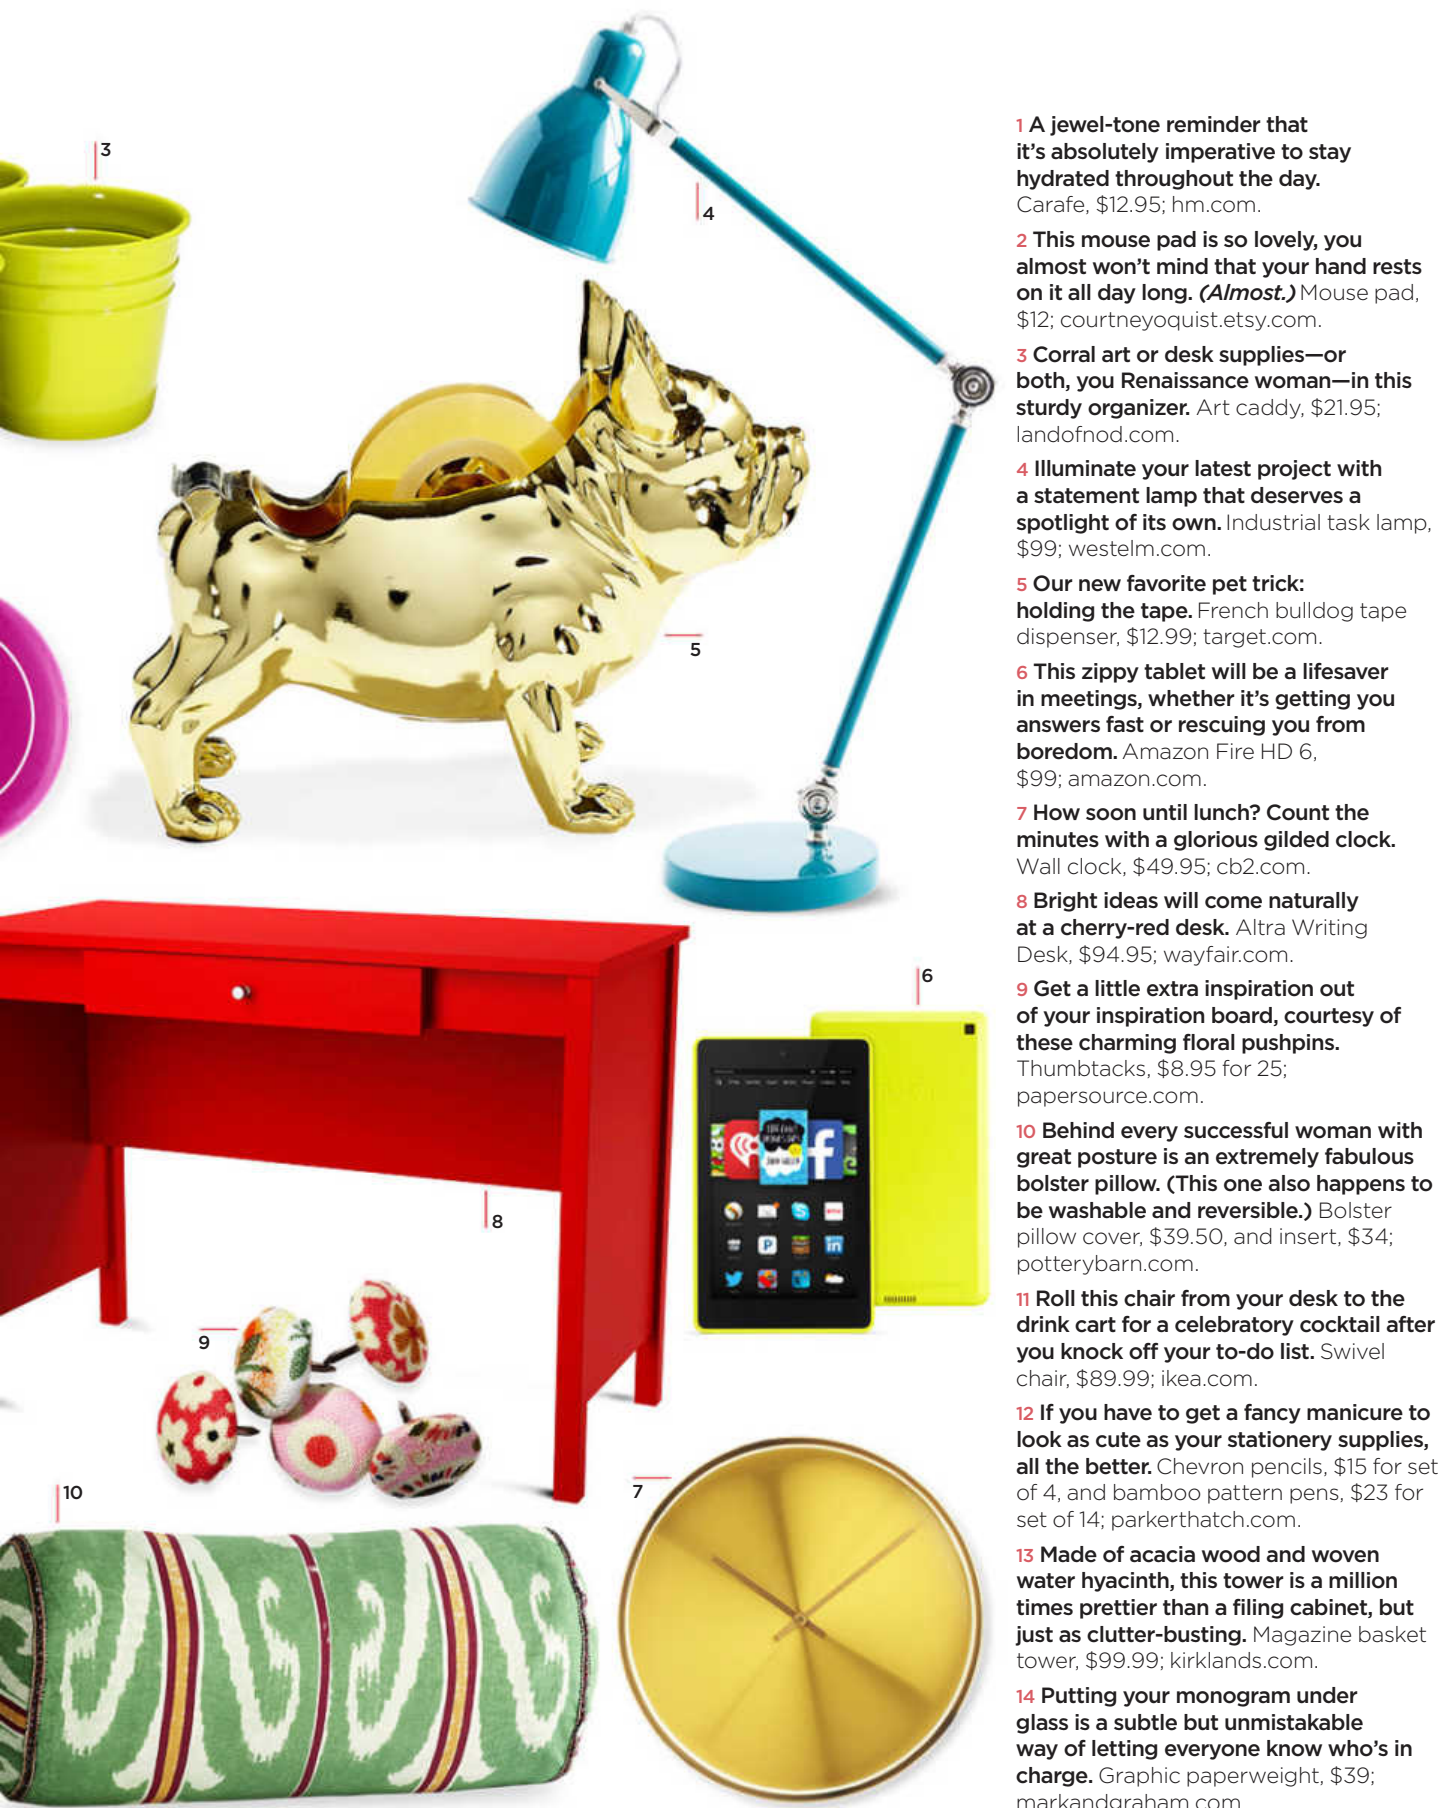 3
4
5
6
8
9
10
7
1 A jewel-tone reminder that
it's absolutely imperative to stay
hydrated throughout the day.
Carafe, $12.95; hm.com.
2 This mouse pad is so lovely, you
almost won't mind that your hand rests
on it all day long. (Almost.) Mouse pad,
$12; courtneyoquist.etsy.com.
3 Corral art or desk supplies—or
both, you Renaissance woman—in this
sturdy organizer. Art caddy, $21.95;
landofnod.com.
4 Illuminate your latest project with
a statement lamp that deserves a
spotlight of its own. Industrial task lamp,
$99; westelm.com.
5 Our new favorite pet trick:
holding the tape. French bulldog tape
dispenser, $12.99; target.com.
6 This zippy tablet will be a lifesaver
in meetings, whether it's getting you
answers fast or rescuing you from
boredom. Amazon Fire HD 6,
$99; amazon.com.
7 How soon until lunch? Count the
minutes with a glorious gilded clock.
Wall clock, $49.95; cb2.com.
8 Bright ideas will come naturally
at a cherry-red desk. Altra Writing
Desk, $94.95; wayfair.com.
9 Get a little extra inspiration out
of your inspiration board, courtesy of
these charming floral pushpins.
Thumbtacks, $8.95 for 25;
papersource.com.
10 Behind every successful woman with
great posture is an extremely fabulous
bolster pillow. (This one also happens to
be washable and reversible.) Bolster
pillow cover, $39.50, and insert, $34;
potterybarn.com.
11 Roll this chair from your desk to the
drink cart for a celebratory cocktail after
you knock off your to-do list. Swivel
chair, $89.99; ikea.com.
12 If you have to get a fancy manicure to
look as cute as your stationery supplies,
all the better. Chevron pencils, $15 for set
of 4, and bamboo pattern pens, $23 for
set of 14; parkerthatch.com.
13 Made of acacia wood and woven
water hyacinth, this tower is a million
times prettier than a filing cabinet, but
just as clutter-busting. Magazine basket
tower, $99.99; kirklands.com.
14 Putting your monogram under
glass is a subtle but unmistakable
way of letting everyone know who's in
charge. Graphic paperweight, $39;
markandgraham.com